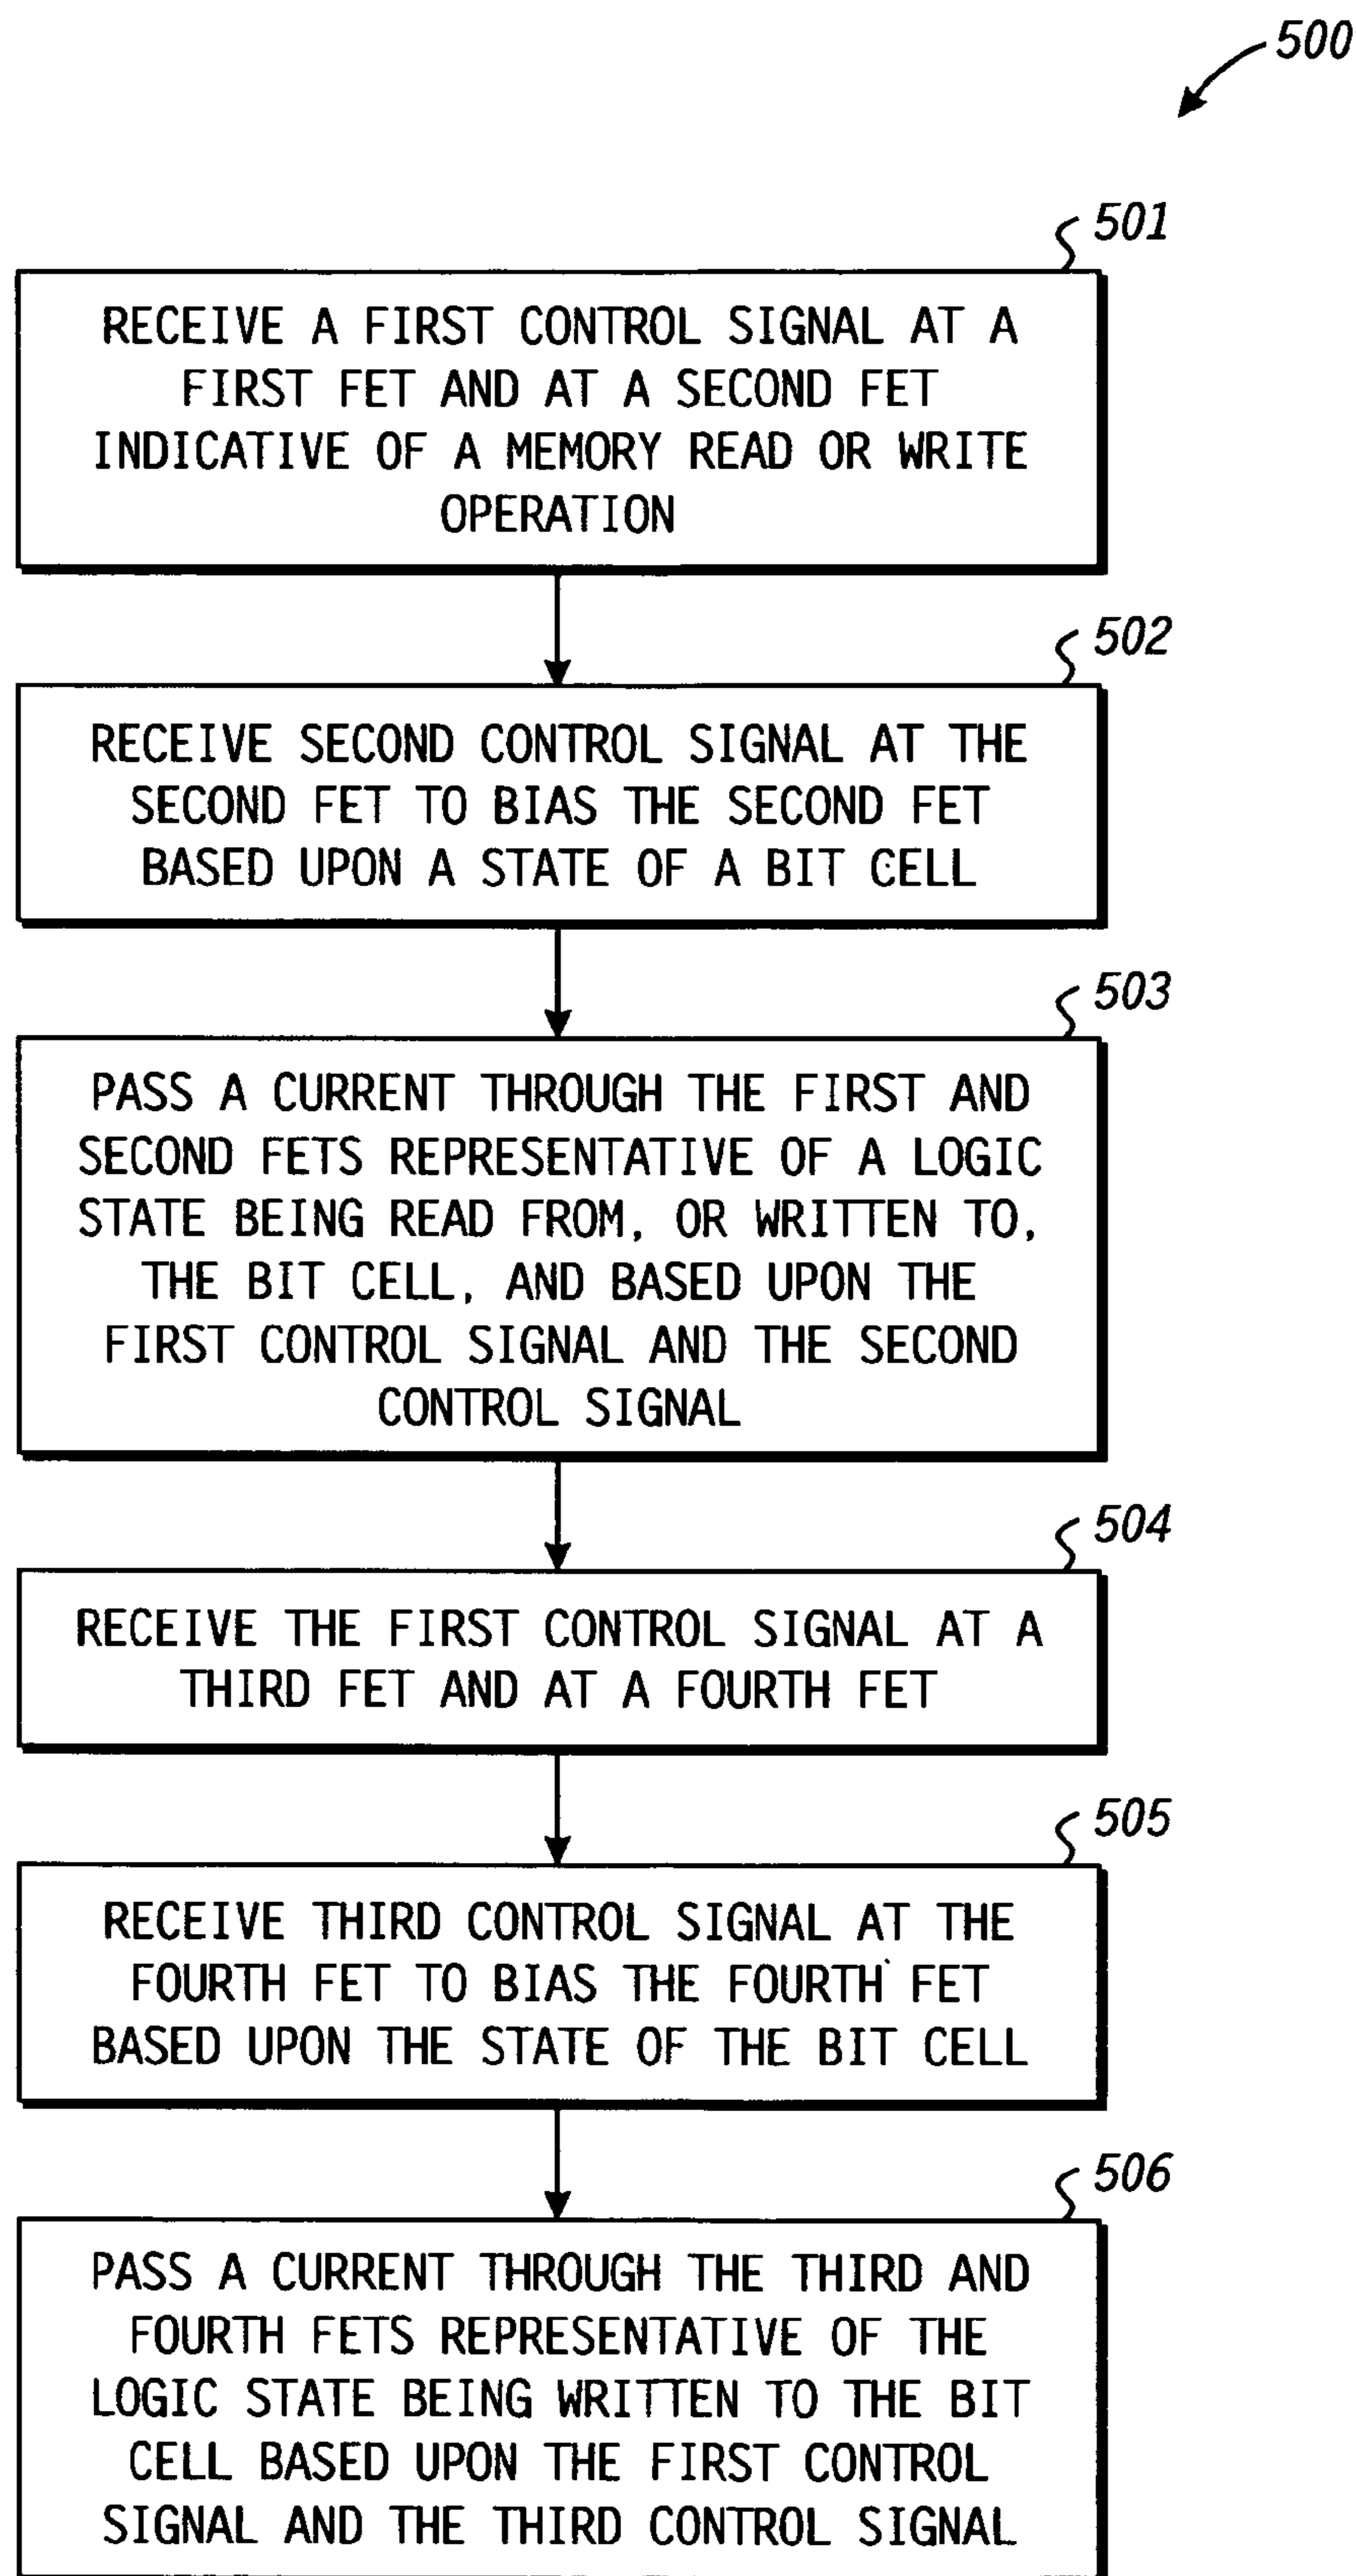 500
501
RECEIVE A FIRST CONTROL SIGNAL AT A
FIRST FET AND AT A SECOND FET
INDICATIVE OF A MEMORY READ OR WRITE
OPERATION
502
RECEIVE SECOND CONTROL SIGNAL AT THE
SECOND FET TO BIAS THE SECOND FET
BASED UPON A STATE OF A BIT CELL
503
PASS A CURRENT THROUGH THE FIRST AND
SECOND FETS REPRESENTATIVE OF A LOGIC
STATE BEING READ FROM, OR WRITTEN TO,
THE BIT CELL, AND BASED UPON THE
FIRST CONTROL SIGNAL AND THE SECOND
CONTROL SIGNAL
504
RECEIVE THE FIRST CONTROL SIGNAL AT A
THIRD FET AND AT A FOURTH FET
505
RECEIVE THIRD CONTROL SIGNAL AT THE
FOURTH FET TO BIAS THE FOURTH FET
BASED UPON THE STATE OF THE BIT CELL
506
PASS A CURRENT THROUGH THE THIRD AND
FOURTH FETS REPRESENTATIVE OF THE
LOGIC STATE BEING WRITTEN TO THE BIT
CELL BASED UPON THE FIRST CONTROL
SIGNAL AND THE THIRD CONTROL SIGNAL